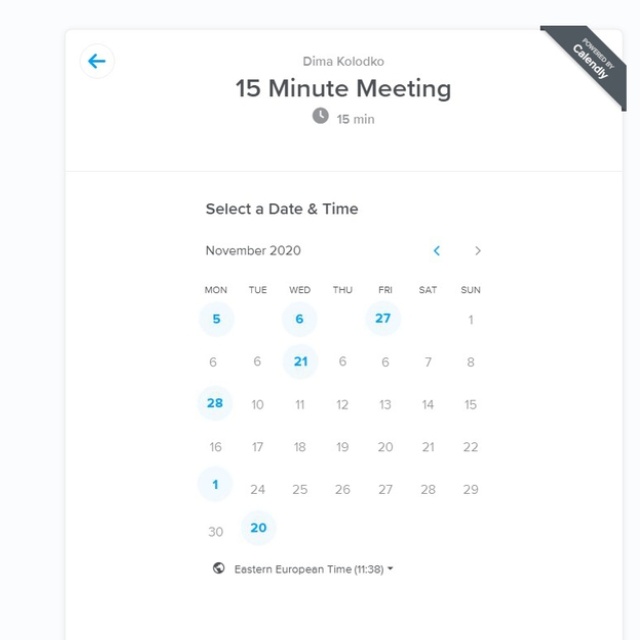 POWERED BY
Calendly
Dima Kolodko
15 Minute Meeting
15 min
Select a Date & Time
November 2020
MON TUE WED THU FRI SAT SUN
5 6 27 1
6 6 21 6 6 7 8
28 10 11 12 13 14 15
16 17 18 19 20 21 22
1 24 25 26 27 28 29
30 20
Eastern European Time (11:38)